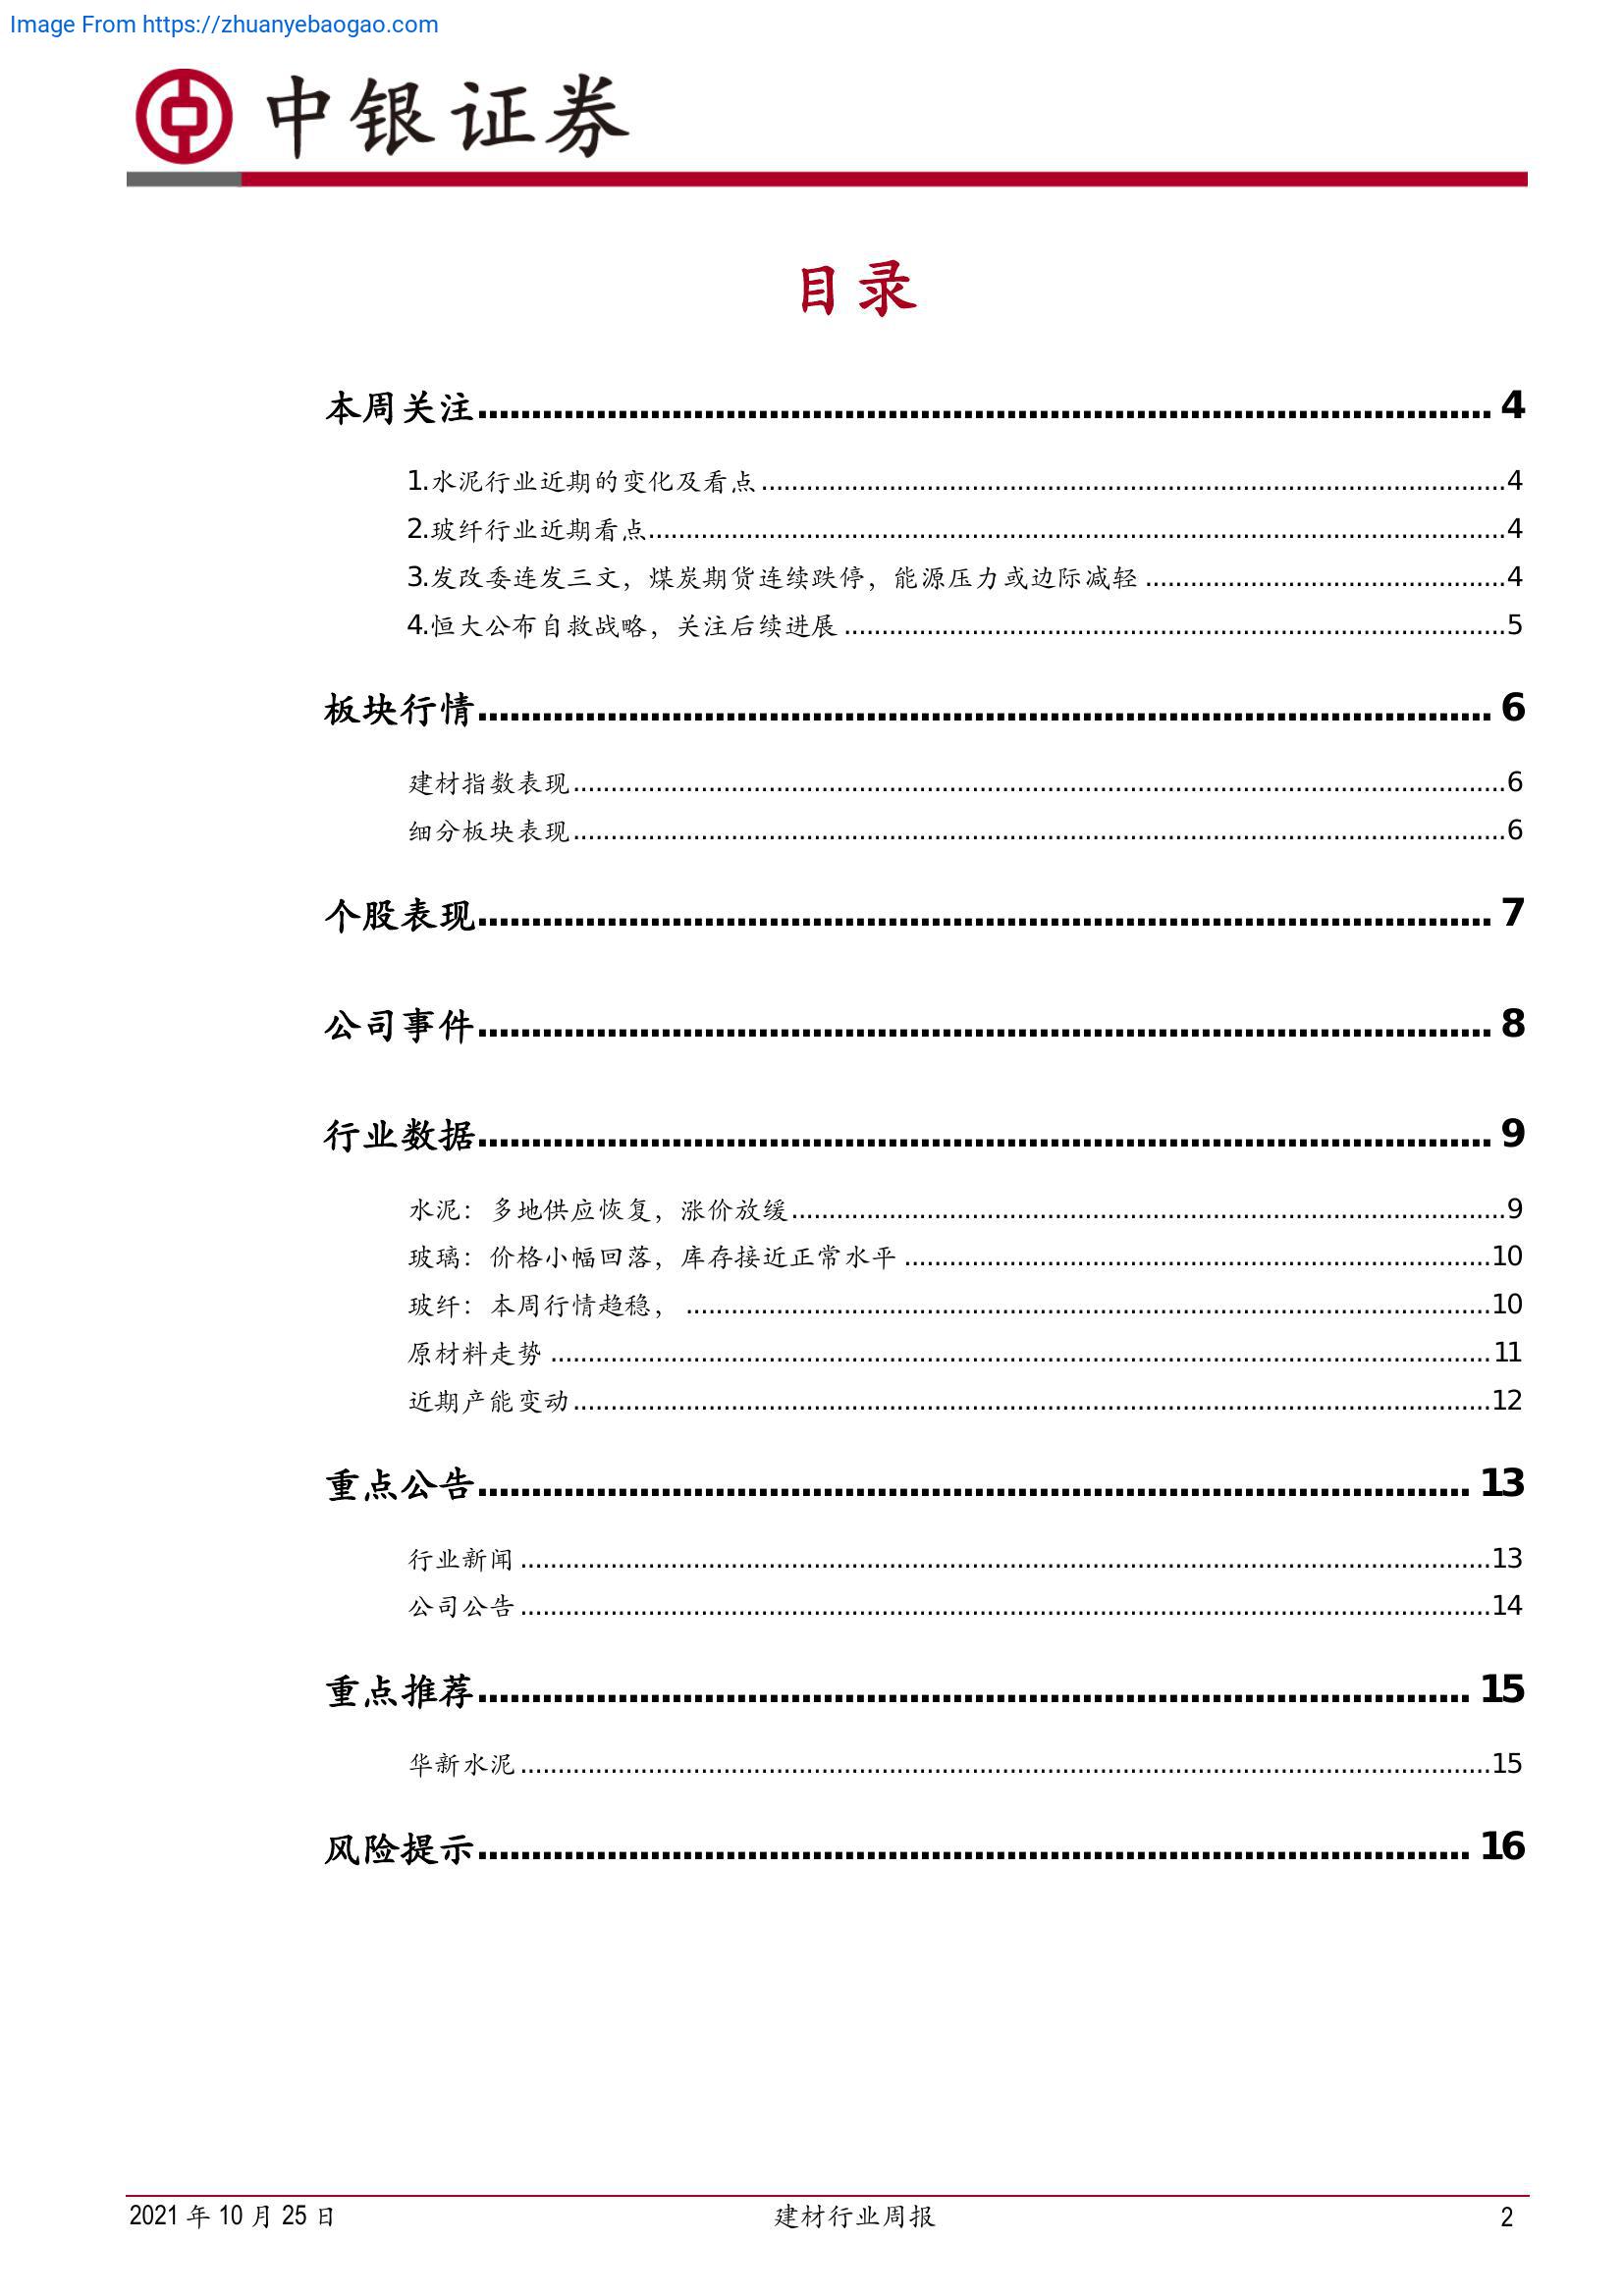 Image From https://zhuanyebaogao.com
中银证券
目录
本周关注........................................................ 4
1.水泥行业近期的变化及看点........................................................4
2.玻纤行业近期看点........................................................4
3.发改委连发三文，煤炭期货连续跌停，能源压力或边际减轻........................................................4
4.恒大公布自救战略，关注后续进展........................................................5
板块行情........................................................ 6
建材指数表现........................................................6
细分板块表现........................................................6
个股表现........................................................ 7
公司事件........................................................ 8
行业数据........................................................ 9
水泥：多地供应恢复，涨价放缓........................................................9
玻璃：价格小幅回落，库存接近正常水平........................................................10
玻纤：本周行情趋稳，........................................................10
原材料走势........................................................11
近期产能变动........................................................12
重点公告........................................................ 13
行业新闻........................................................13
公司公告........................................................14
重点推荐........................................................ 15
华新水泥........................................................15
风险提示........................................................ 16
2021 年 10 月 25 日
建材行业周报
2